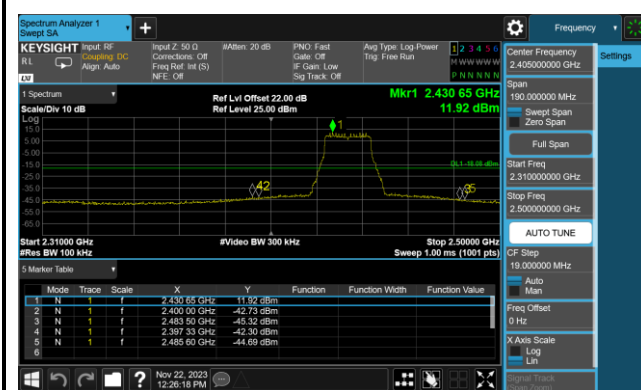 Spectrum Analyzer 1
Swept SA
Frequency
KEYSIGHT Input: RF
RL
Coupling: DC
Align: Auto
Input Z: 50 Ω
Corrections: Off
Freq Ref: Int (S)
NFE: Off
#Atten: 20 dB
PNO: Fast
Gate: Off
IF Gain: Low
Sig Track: Off
Avg Type: Log-Power
Trig: Free Run
1 2 3 4 5 6
M W W W W W
P N N N N N
LXI
1 Spectrum
Scale/Div 10 dB
Ref Lvl Offset 22.00 dB
Ref Level 25.00 dBm
Mkr1 2.430 65 GHz
11.92 dBm
Log
15.0
5.00
-5.00
-15.0
-25.0
-35.0
-45.0
-55.0
-65.0
1
DL1 -18.08 dBm
42
35
Start 2.31000 GHz
#Res BW 100 kHz
#Video BW 300 kHz
Stop 2.50000 GHz
Sweep 1.00 ms (1001 pts)
5 Marker Table
Mode Trace Scale X Y Function Function Width Function Value
1 N 1 f 2.430 65 GHz 11.92 dBm
2 N 1 f 2.400 00 GHz -42.73 dBm
3 N 1 f 2.483 50 GHz -45.32 dBm
4 N 1 f 2.397 33 GHz -42.30 dBm
5 N 1 f 2.485 60 GHz -44.69 dBm
6
Nov 22, 2023
12:26:18 PM
Center Frequency
2.405000000 GHz
Settings
Span
190.000000 MHz
Swept Span
Zero Span
Full Span
Start Freq
2.310000000 GHz
Stop Freq
2.500000000 GHz
AUTO TUNE
CF Step
19.000000 MHz
Auto
Man
Freq Offset
0 Hz
X Axis Scale
Log
Lin
Signal Track
(Span Zoom)